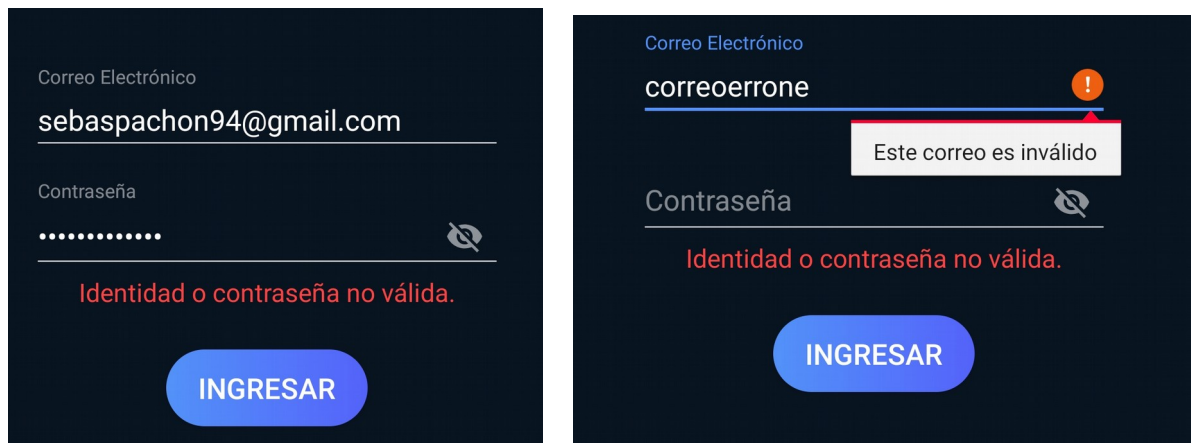 Correo Electrónico
sebaspachon94@gmail.com
Contraseña
•••••••••••••
Identidad o contraseña no válida.
INGRESAR
Correo Electrónico
correoerrone
!
Este correo es inválido
Contraseña
Identidad o contraseña no válida.
INGRESAR